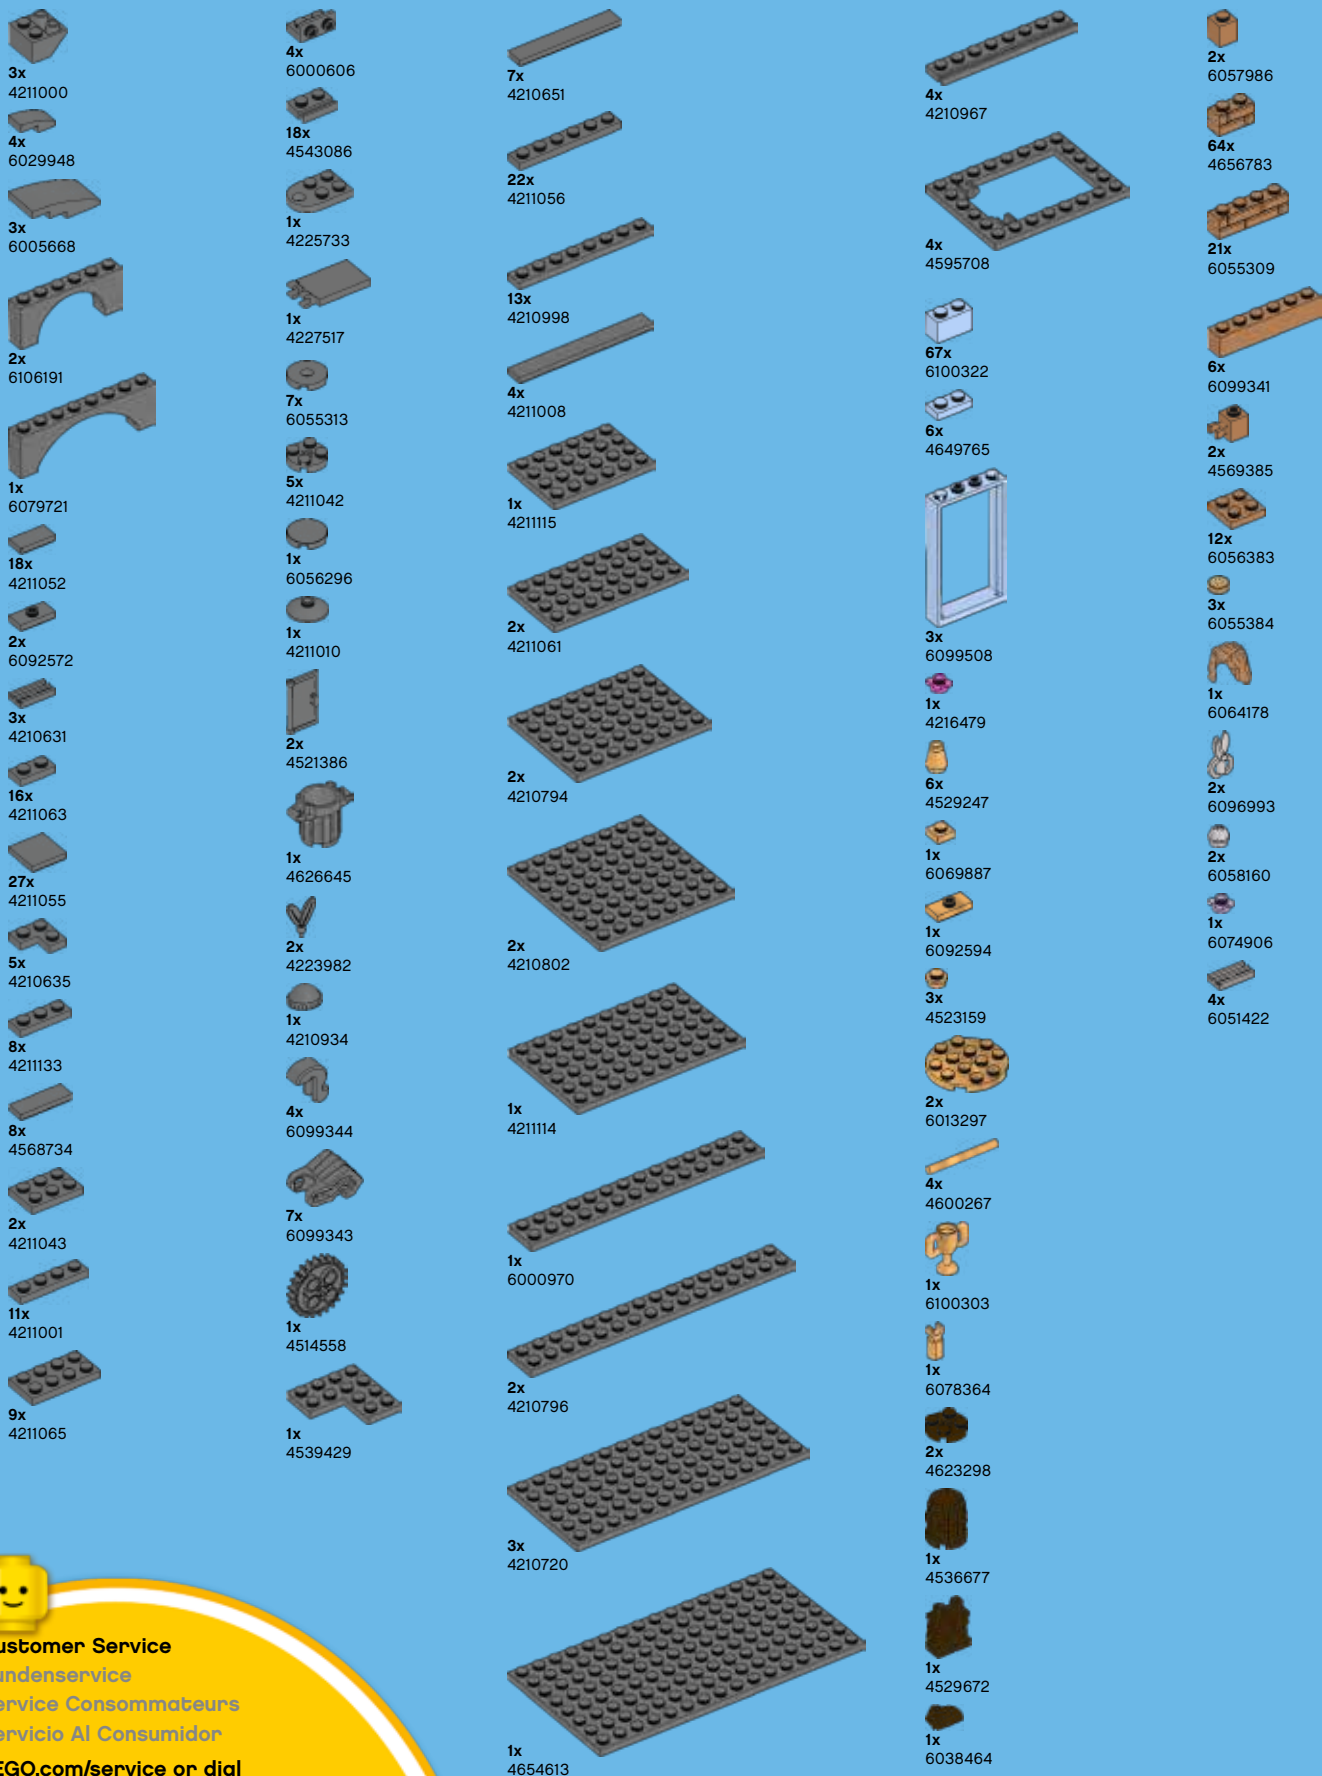 3x
4211000
4x
6029948
3x
6005668
2x
6106191
1x
6079721
18x
4211052
2x
6092572
3x
4210631
16x
4211063
27x
4211055
5x
4210635
8x
4211133
8x
4568734
2x
4211043
11x
4211001
9x
4211065
4x
6000606
18x
4543086
1x
4225733
1x
4227517
7x
6055313
5x
4211042
1x
6056296
1x
4211010
2x
4521386
1x
4626645
2x
4223982
1x
4210934
4x
6099344
7x
6099343
1x
4514558
1x
4539429
7x
4210651
22x
4211056
13x
4210998
4x
4211008
1x
4211115
2x
4211061
2x
4210794
2x
4210802
1x
4211114
1x
6000970
2x
4210796
3x
4210720
1x
4654613
4x
4210967
4x
4595708
67x
6100322
6x
4649765
3x
6099508
1x
4216479
6x
4529247
1x
6069887
1x
6092594
3x
4523159
2x
6013297
4x
4600267
1x
6100303
1x
6078364
2x
4623298
1x
4536677
1x
4529672
1x
6038464
2x
6057986
64x
4656783
21x
6055309
6x
6099341
2x
4569385
12x
6056383
3x
6055384
1x
6064178
2x
6096993
2x
6058160
1x
6074906
4x
6051422
ustomer Service
undenservice
ervice Consommateurs
ervicio Al Consumidor
EGO.com/service or dial